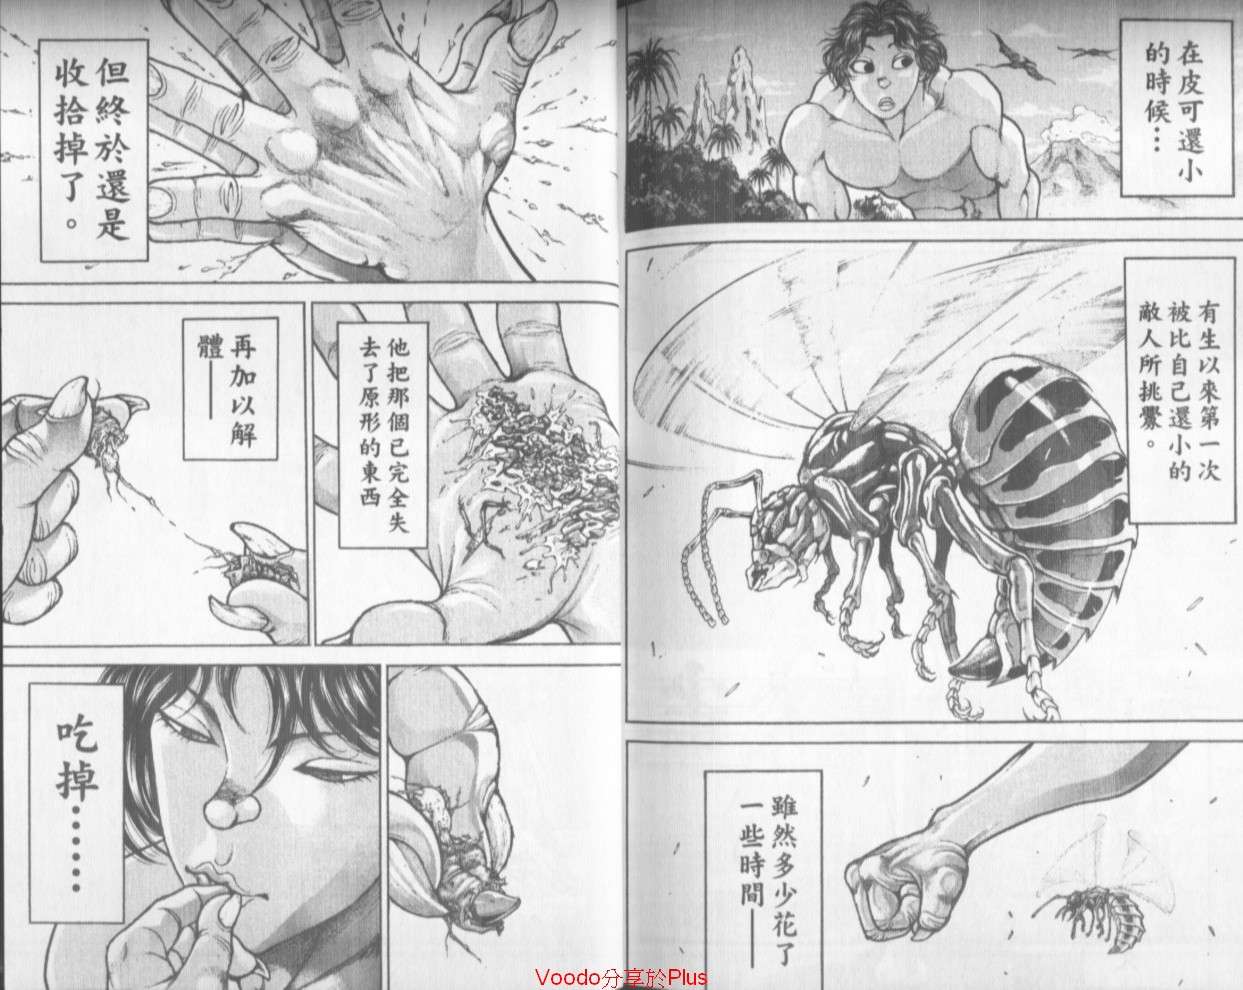 在皮可還小
的時候⋯
有生以來第一次
被比自己還小的
敵人所挑釁。
雖然多少花了
一些時間——
但終於還是
收拾掉了。
他把那個已完全失
去了原形的東西
再加以解
體——
吃掉⋯⋯⋯
Voodo分享於Plus